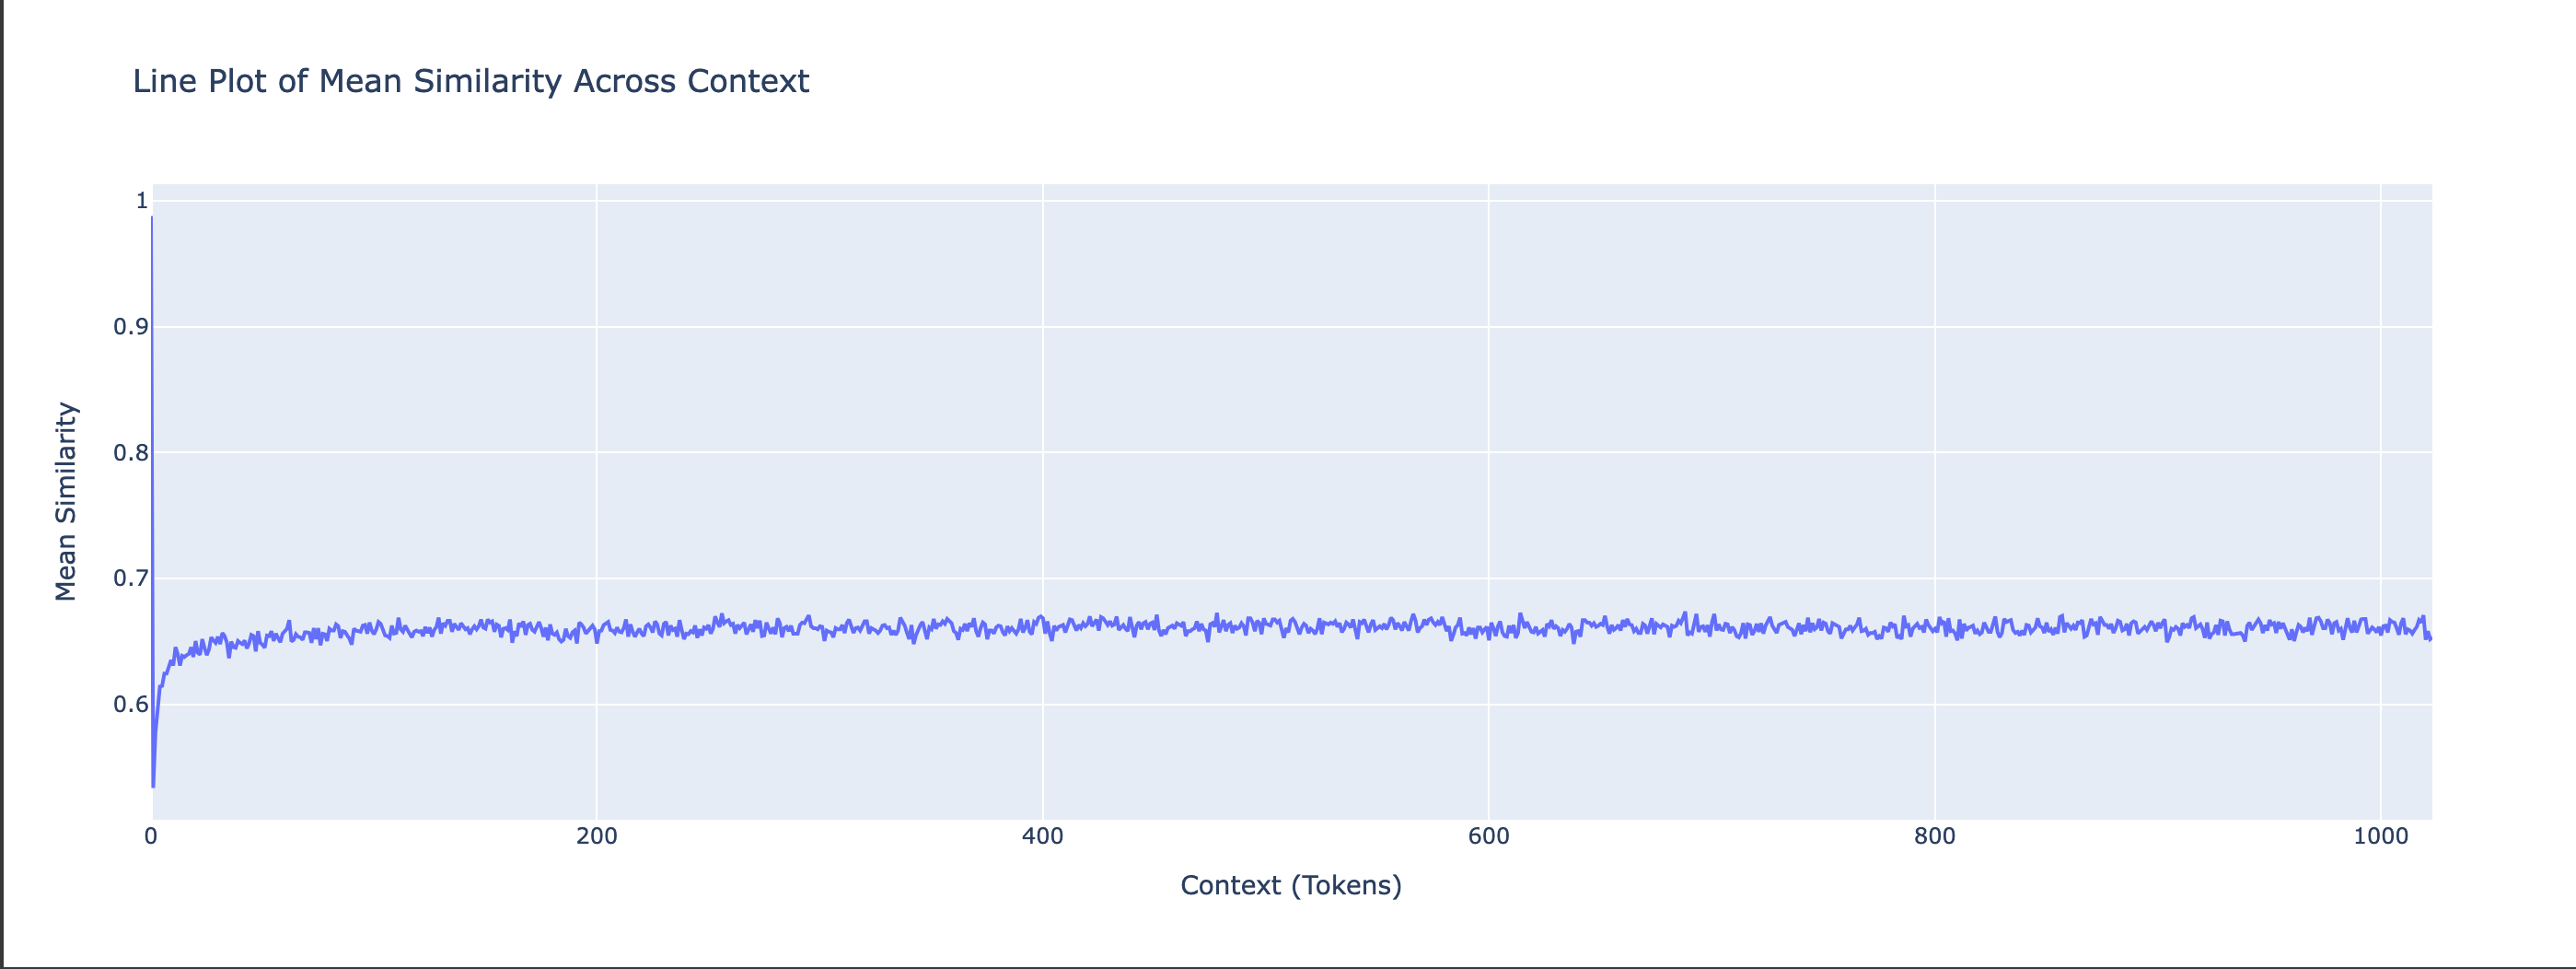 Line Plot of Mean Similarity Across Context
1
0.9
0.8
0.7
0.6
Mean Similarity
0 200 400 600 800 1000
Context (Tokens)